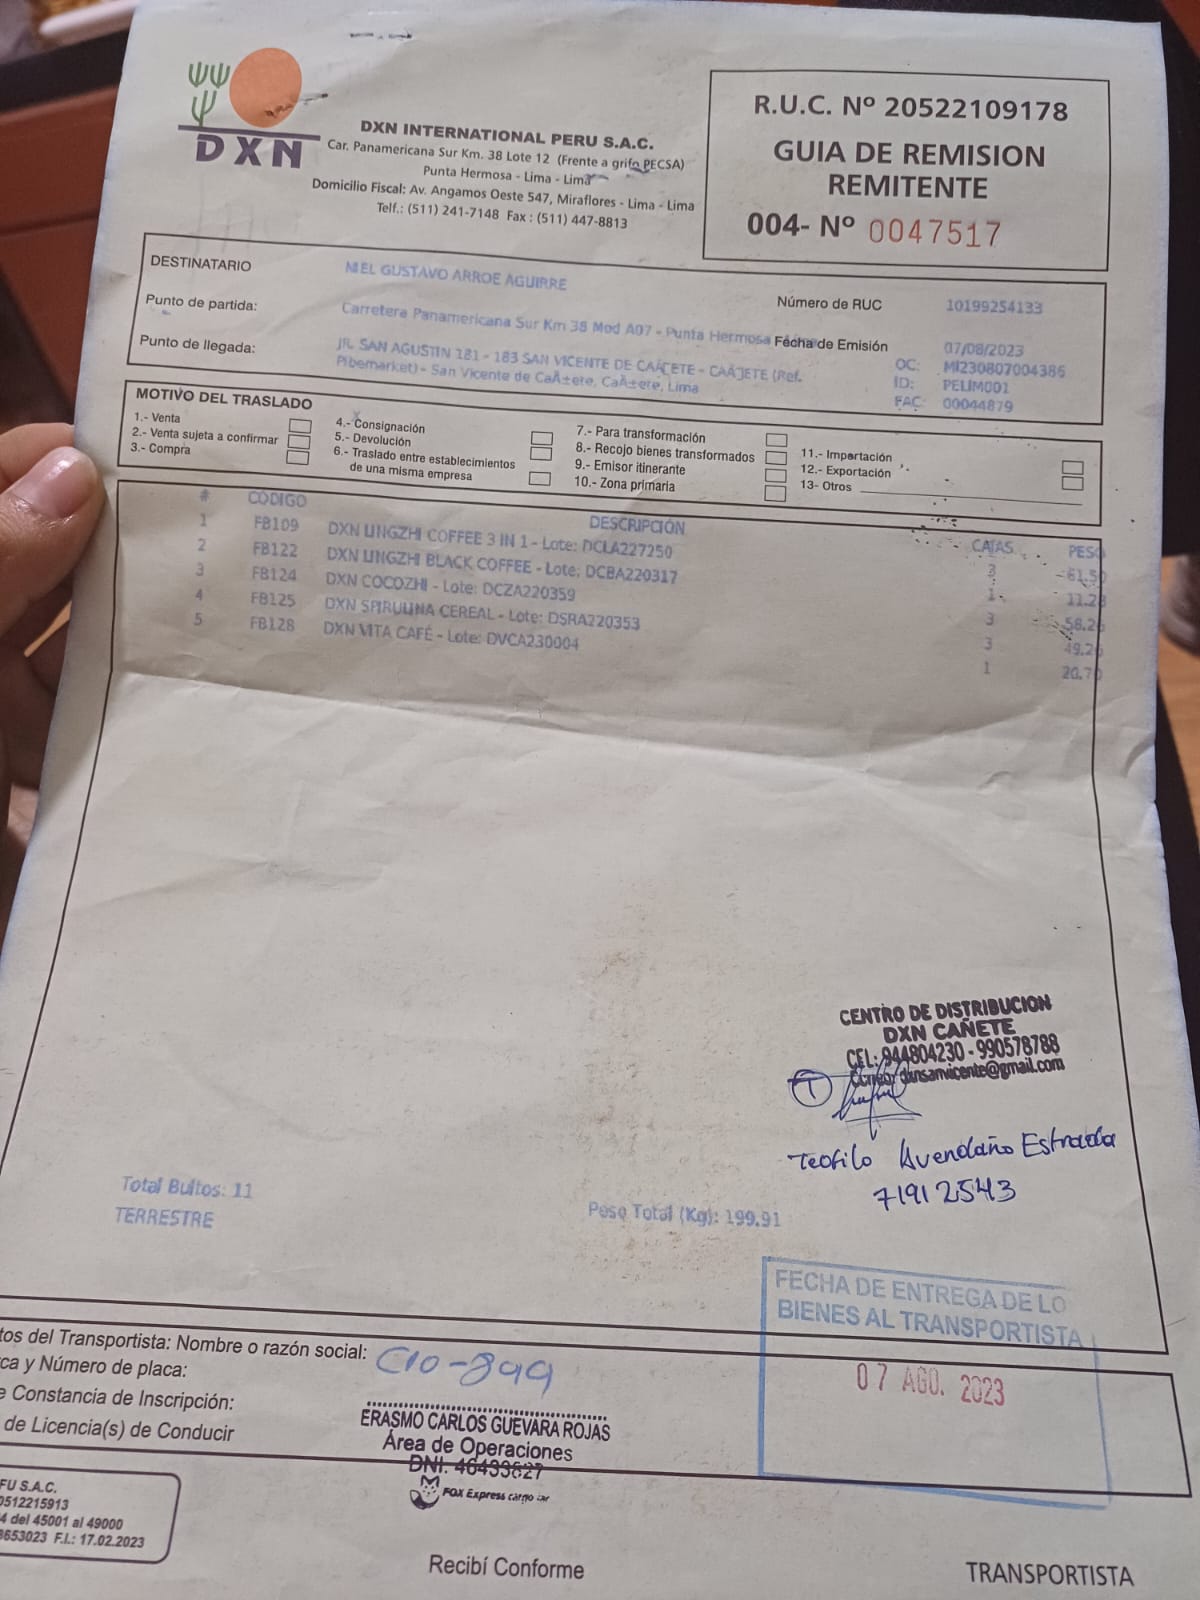 DXN
DXN INTERNATIONAL PERU S.A.C.
Car. Panamericana Sur Km. 38 Lote 12 (Frente a grifo PECSA)
Punta Hermosa - Lima - Lima
Domicilio Fiscal: Av. Angamos Oeste 547, Miraflores - Lima - Lima
Telf.: (511) 241-7148 Fax : (511) 447-8813
R.U.C. Nº 20522109178
GUIA DE REMISION
REMITENTE
004- Nº 0047517
DESTINATARIO NIEL GUSTAVO ARROE AGUIRRE Número de RUC 10199254133
Punto de partida: Carretera Panamericana Sur Km 38 Mod A07 - Punta Hermosa Fecha de Emisión 07/08/2023
Punto de llegada: JR. SAN AGUSTIN 181 - 183 SAN VICENTE DE CAÃ'ETE - CAÃ'ETE (Ref. OC: MI230807004386
Pibemarket) - San Vicente de CaÃ±ete, CaÃ±ete, Lima ID: PELIM001
FAC: 00044879
MOTIVO DEL TRASLADO
1.- Venta
2.- Venta sujeta a confirmar
3.- Compra
4.- Consignación
5.- Devolución
6.- Traslado entre establecimientos
de una misma empresa
7.- Para transformación
8.- Recojo bienes transformados
9.- Emisor itinerante
10.- Zona primaria
11.- Importación
12.- Exportación
13- Otros
# CÓDIGO DESCRIPCIÓN CAJAS PESO
1 FB109 DXN LINGZHI COFFEE 3 IN 1 - Lote: DCLA227250 3 61.50
2 FB122 DXN LINGZHI BLACK COFFEE - Lote: DCBA220317 1 11.28
3 FB124 DXN COCOZHI - Lote: DCZA220359 3 58.26
4 FB125 DXN SPIRULINA CEREAL - Lote: DSRA220353 3 49.26
5 FB128 DXN VITA CAFÉ - Lote: DVCA230004 1 20.70
CENTRO DE DISTRIBUCION
DXN CAÑETE
CEL: 944804230 - 990578788
Correo: dxnsanvicente@gmail.com
T
Teofilo Avendaño Estrada
71912543
Total Bultos: 11 Peso Total (Kg): 199.91
TERRESTRE
FECHA DE ENTREGA DE LO
BIENES AL TRANSPORTISTA
07 AGO. 2023
tos del Transportista: Nombre o razón social:
rca y Número de placa: C10-899
e Constancia de Inscripción:
de Licencia(s) de Conducir
ERASMO CARLOS GUEVARA ROJAS
Área de Operaciones
DNI. 46433627
FOX Express cargo
FU S.A.C.
0512215913
4 del 45001 al 49000
8653023 F.I.: 17.02.2023
Recibí Conforme
TRANSPORTISTA